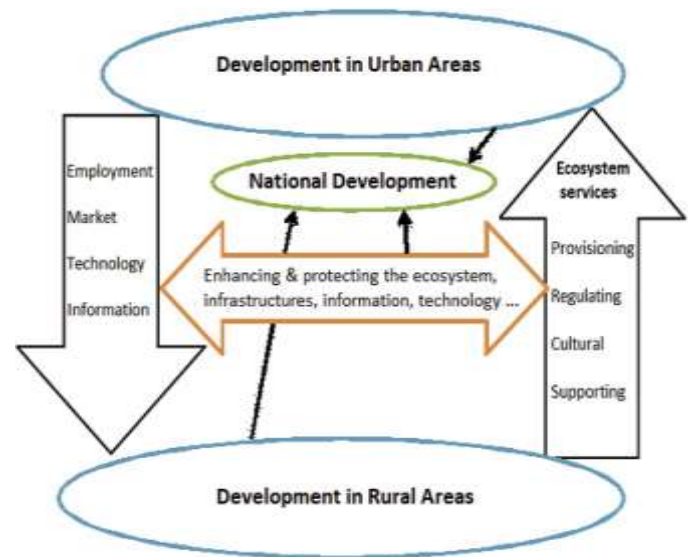 Development in Urban Areas
Employment
Market
Technology
Information
National Development
Ecosystem
services
Provisioning
Regulating
Cultural
Supporting
Enhancing & protecting the ecosystem,
infrastructures, information, technology ...
Development in Rural Areas